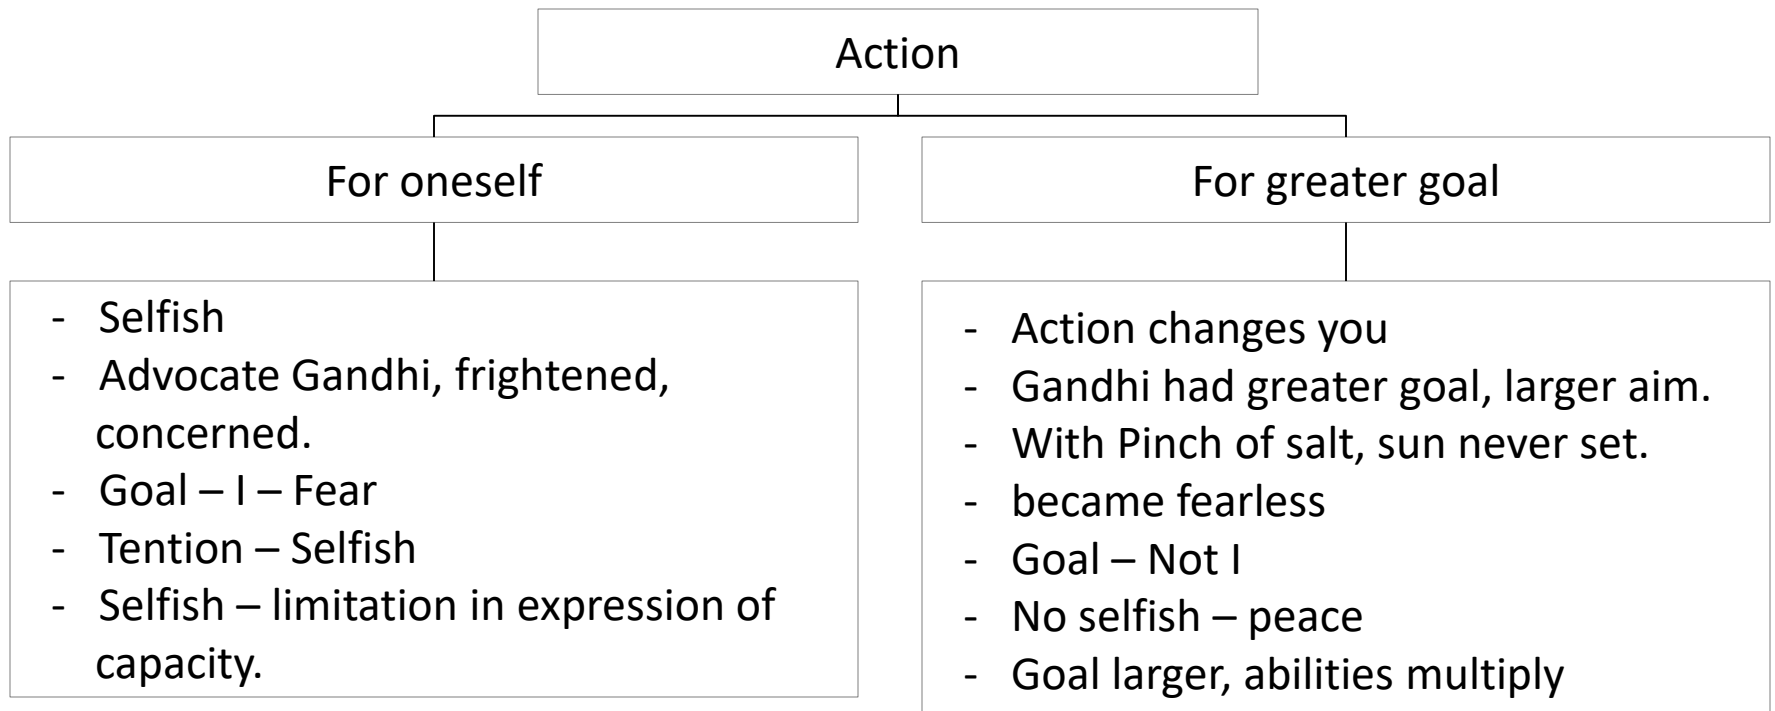 Action
For oneself
For greater goal
- Selfish
- Advocate Gandhi, frightened,
concerned.
- Goal – I – Fear
- Tention – Selfish
- Selfish – limitation in expression of
capacity.
- Action changes you
- Gandhi had greater goal, larger aim.
- With Pinch of salt, sun never set.
- became fearless
- Goal – Not I
- No selfish – peace
- Goal larger, abilities multiply